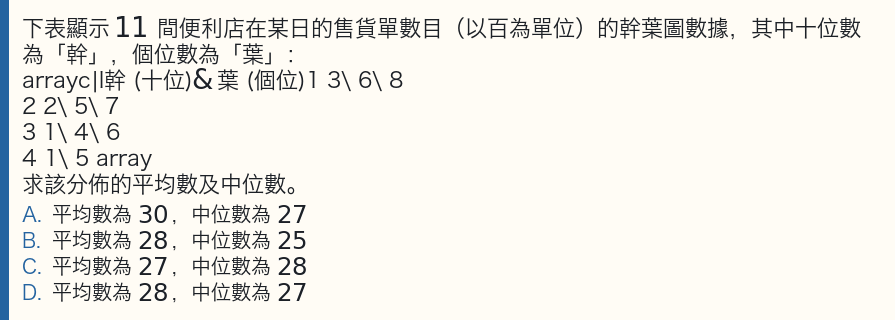 下表顯示 11 間便利店在某日的售貨單數目（以百為單位）的幹葉圖數據，其中十位數
為「幹」，個位數為「葉」：
arrayc|l幹 (十位)& 葉 (個位)1 3\ 6\ 8
2 2\ 5\ 7
3 1\ 4\ 6
4 1\ 5 array
求該分佈的平均數及中位數。
A. 平均數為 30，中位數為 27
B. 平均數為 28，中位數為 25
C. 平均數為 27，中位數為 28
D. 平均數為 28，中位數為 27